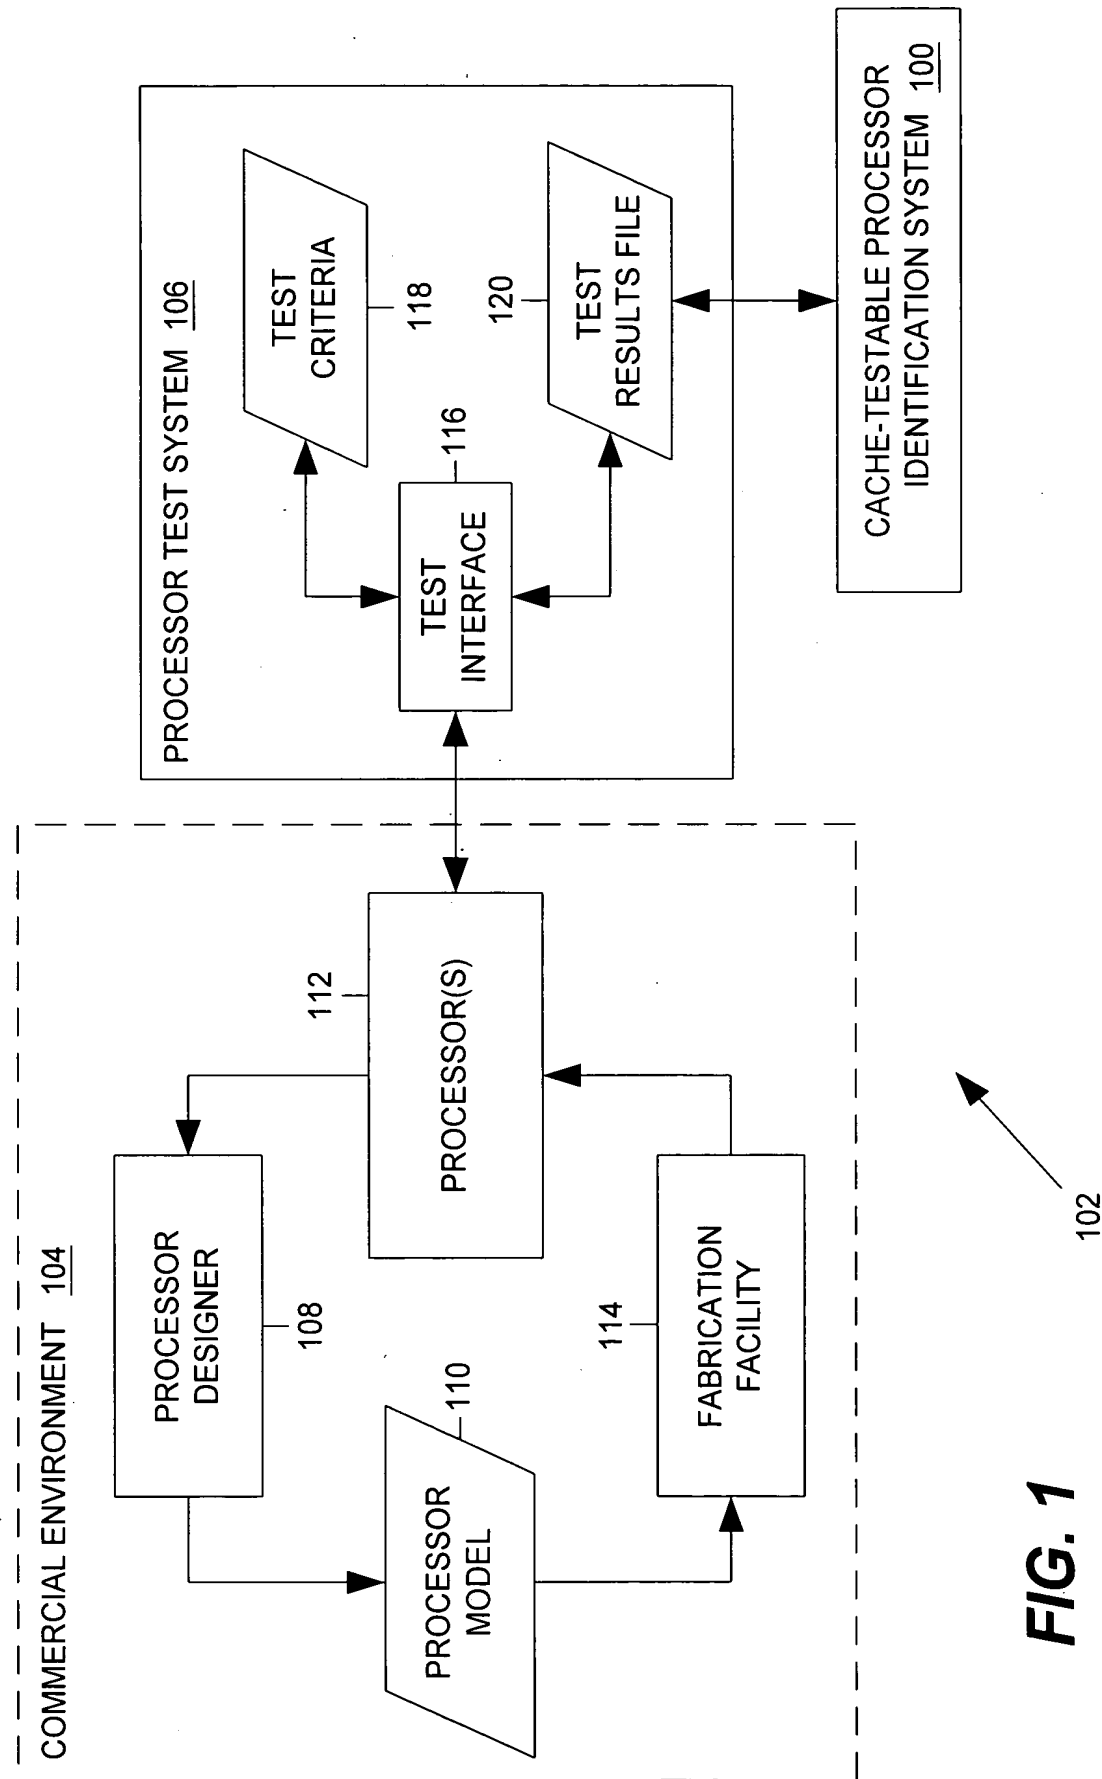 COMMERCIAL ENVIRONMENT 104
PROCESSOR
DESIGNER
108
PROCESSOR
MODEL
110
112
PROCESSOR(S)
114
FABRICATION
FACILITY
PROCESSOR TEST SYSTEM 106
TEST
CRITERIA
118
TEST
INTERFACE
116
120
TEST
RESULTS FILE
CACHE-TESTABLE PROCESSOR
IDENTIFICATION SYSTEM 100
102
FIG. 1